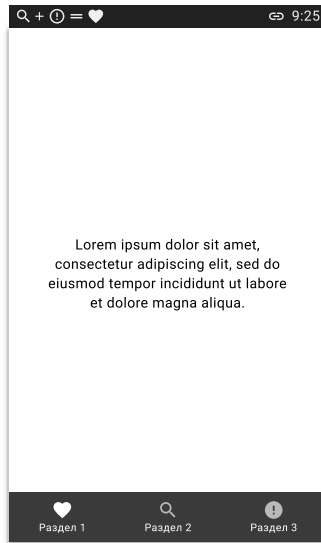 9:25
Lorem ipsum dolor sit amet,
consectetur adipiscing elit, sed do
eiusmod tempor incididunt ut labore
et dolore magna aliqua.
Раздел 1 Раздел 2 Раздел 3